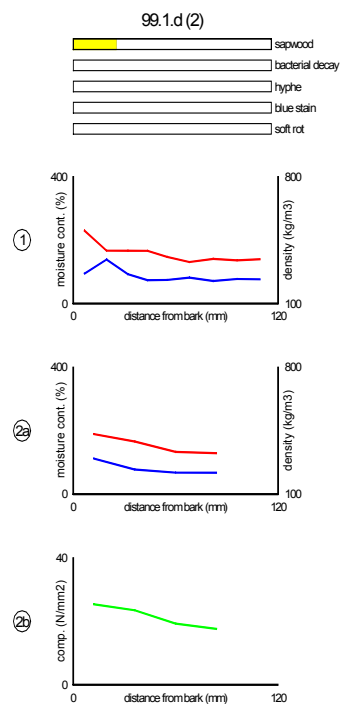 99.1.d (2)
sapwood
bacterial decay
hyphe
blue stain
soft rot
1
400
800
moisture cont. (%)
density (kg/m3)
0
100
0
distance from bark (mm)
120
2a
400
800
moisture cont. (%)
density (kg/m3)
0
100
0
distance from bark (mm)
120
2b
40
comp. (N/mm2)
0
0
distance from bark (mm)
120